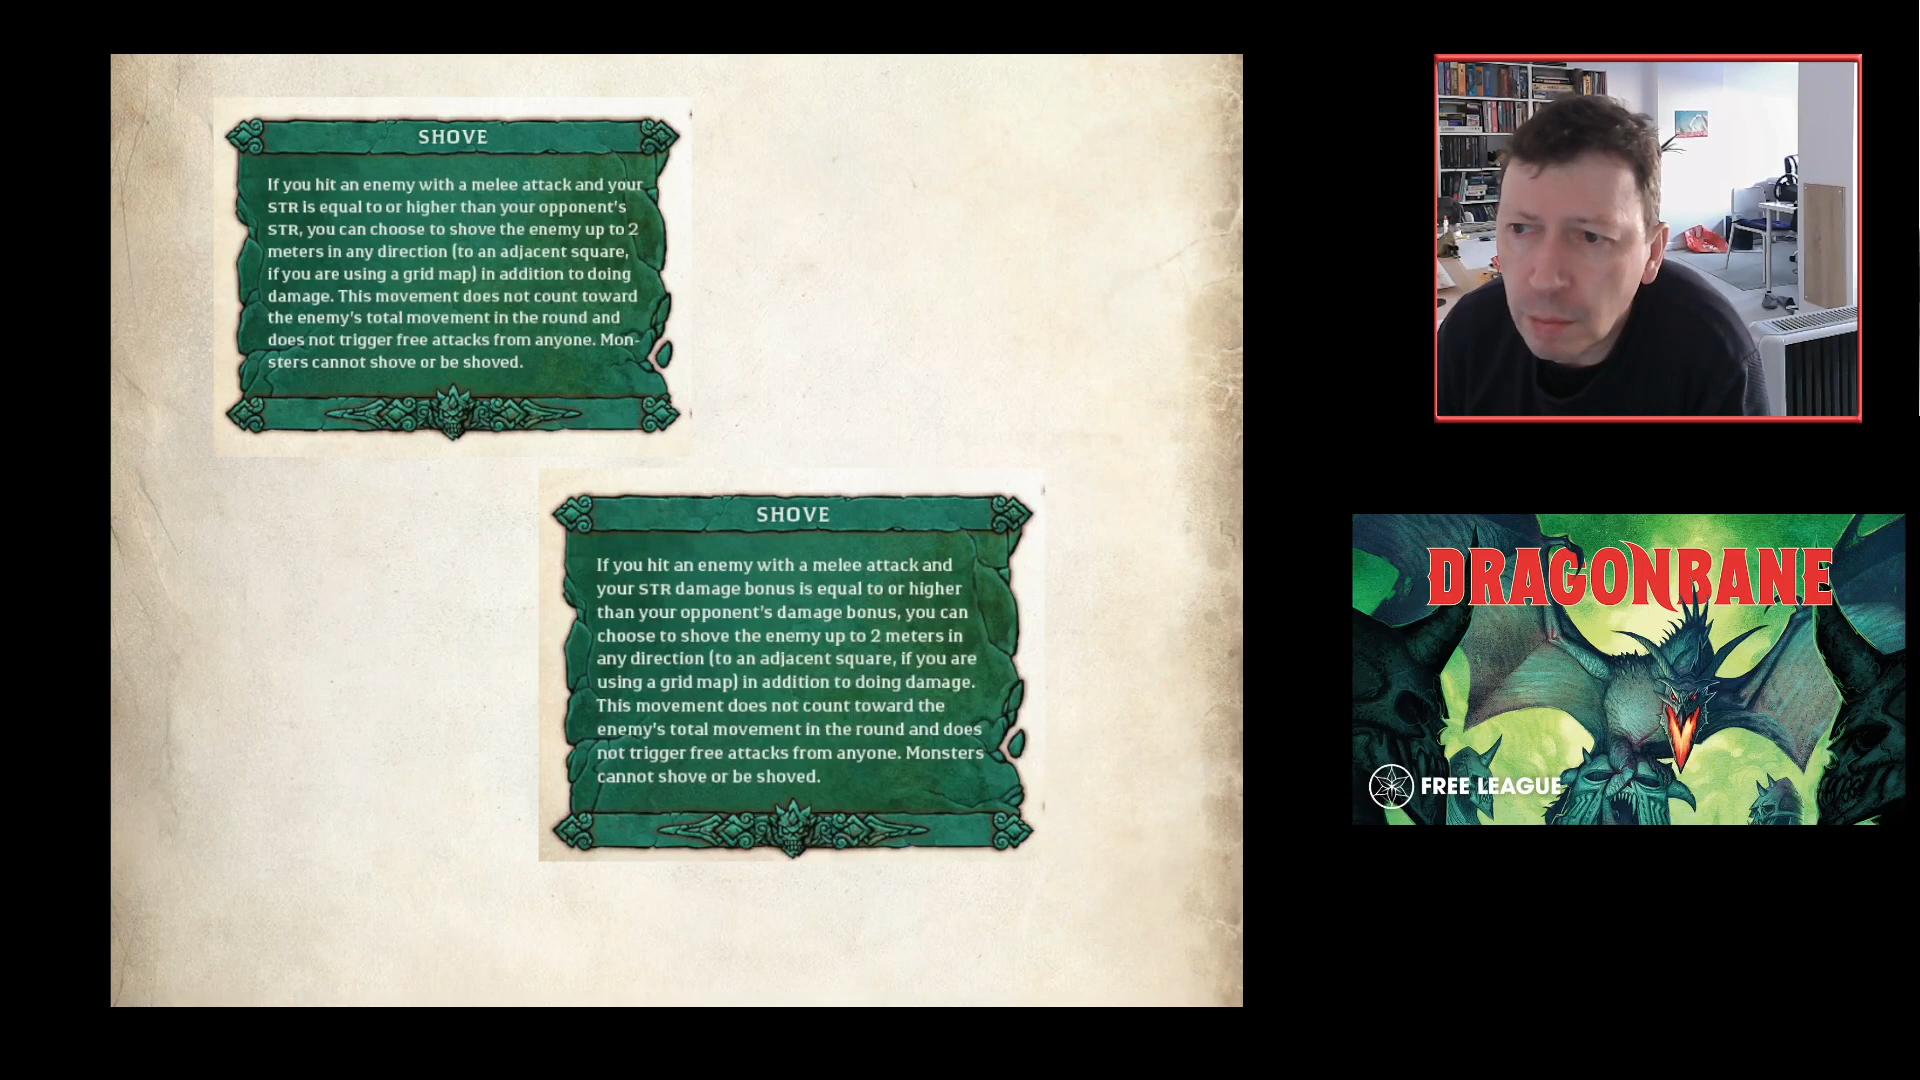 SHOVE
If you hit an enemy with a melee attack and your
STR is equal to or higher than your opponent's
STR, you can choose to shove the enemy up to 2
meters in any direction (to an adjacent square,
if you are using a grid map) in addition to doing
damage. This movement does not count toward
the enemy's total movement in the round and
does not trigger free attacks from anyone. Mon-
sters cannot shove or be shoved.
SHOVE
If you hit an enemy with a melee attack and
your STR damage bonus is equal to or higher
than your opponent's damage bonus, you can
choose to shove the enemy up to 2 meters in
any direction (to an adjacent square, if you are
using a grid map) in addition to doing damage.
This movement does not count toward the
enemy's total movement in the round and does
not trigger free attacks from anyone. Monsters
cannot shove or be shoved.
DRAGONBANE
FREE LEAGUE